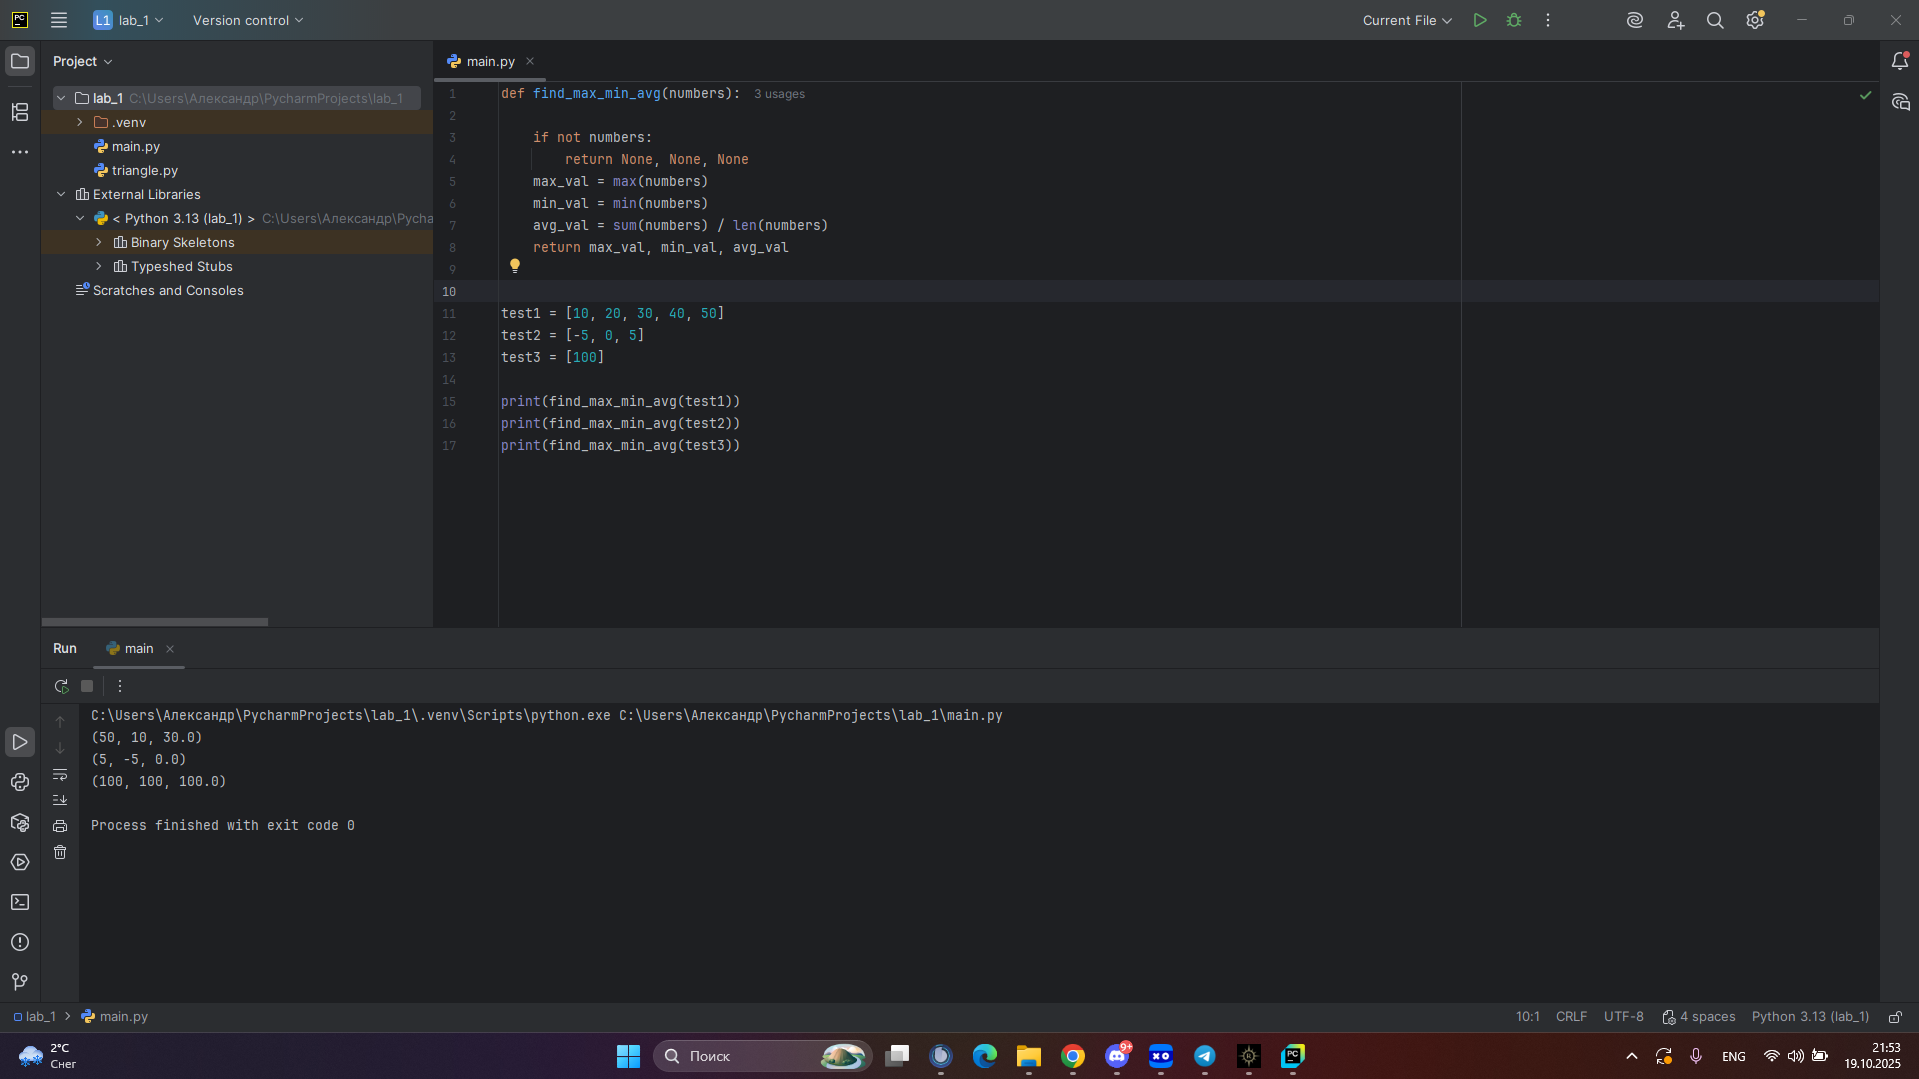 PC
L1 lab_1
Version control
Current File
Project
main.py
lab_1 C:\Users\Александр\PycharmProjects\lab_1
.venv
main.py
triangle.py
External Libraries
< Python 3.13 (lab_1) > C:\Users\Александр\Pycha
Binary Skeletons
Typeshed Stubs
Scratches and Consoles
1 def find_max_min_avg(numbers): 3 usages
2
3 if not numbers:
4 return None, None, None
5 max_val = max(numbers)
6 min_val = min(numbers)
7 avg_val = sum(numbers) / len(numbers)
8 return max_val, min_val, avg_val
9
10
11 test1 = [10, 20, 30, 40, 50]
12 test2 = [-5, 0, 5]
13 test3 = [100]
14
15 print(find_max_min_avg(test1))
16 print(find_max_min_avg(test2))
17 print(find_max_min_avg(test3))
Run main
C:\Users\Александр\PycharmProjects\lab_1\.venv\Scripts\python.exe C:\Users\Александр\PycharmProjects\lab_1\main.py
(50, 10, 30.0)
(5, -5, 0.0)
(100, 100, 100.0)
Process finished with exit code 0
lab_1 > main.py
10:1 CRLF UTF-8 4 spaces Python 3.13 (lab_1)
2°C
Снег
Поиск
9+
XO
PC
ENG
21:53
19.10.2025